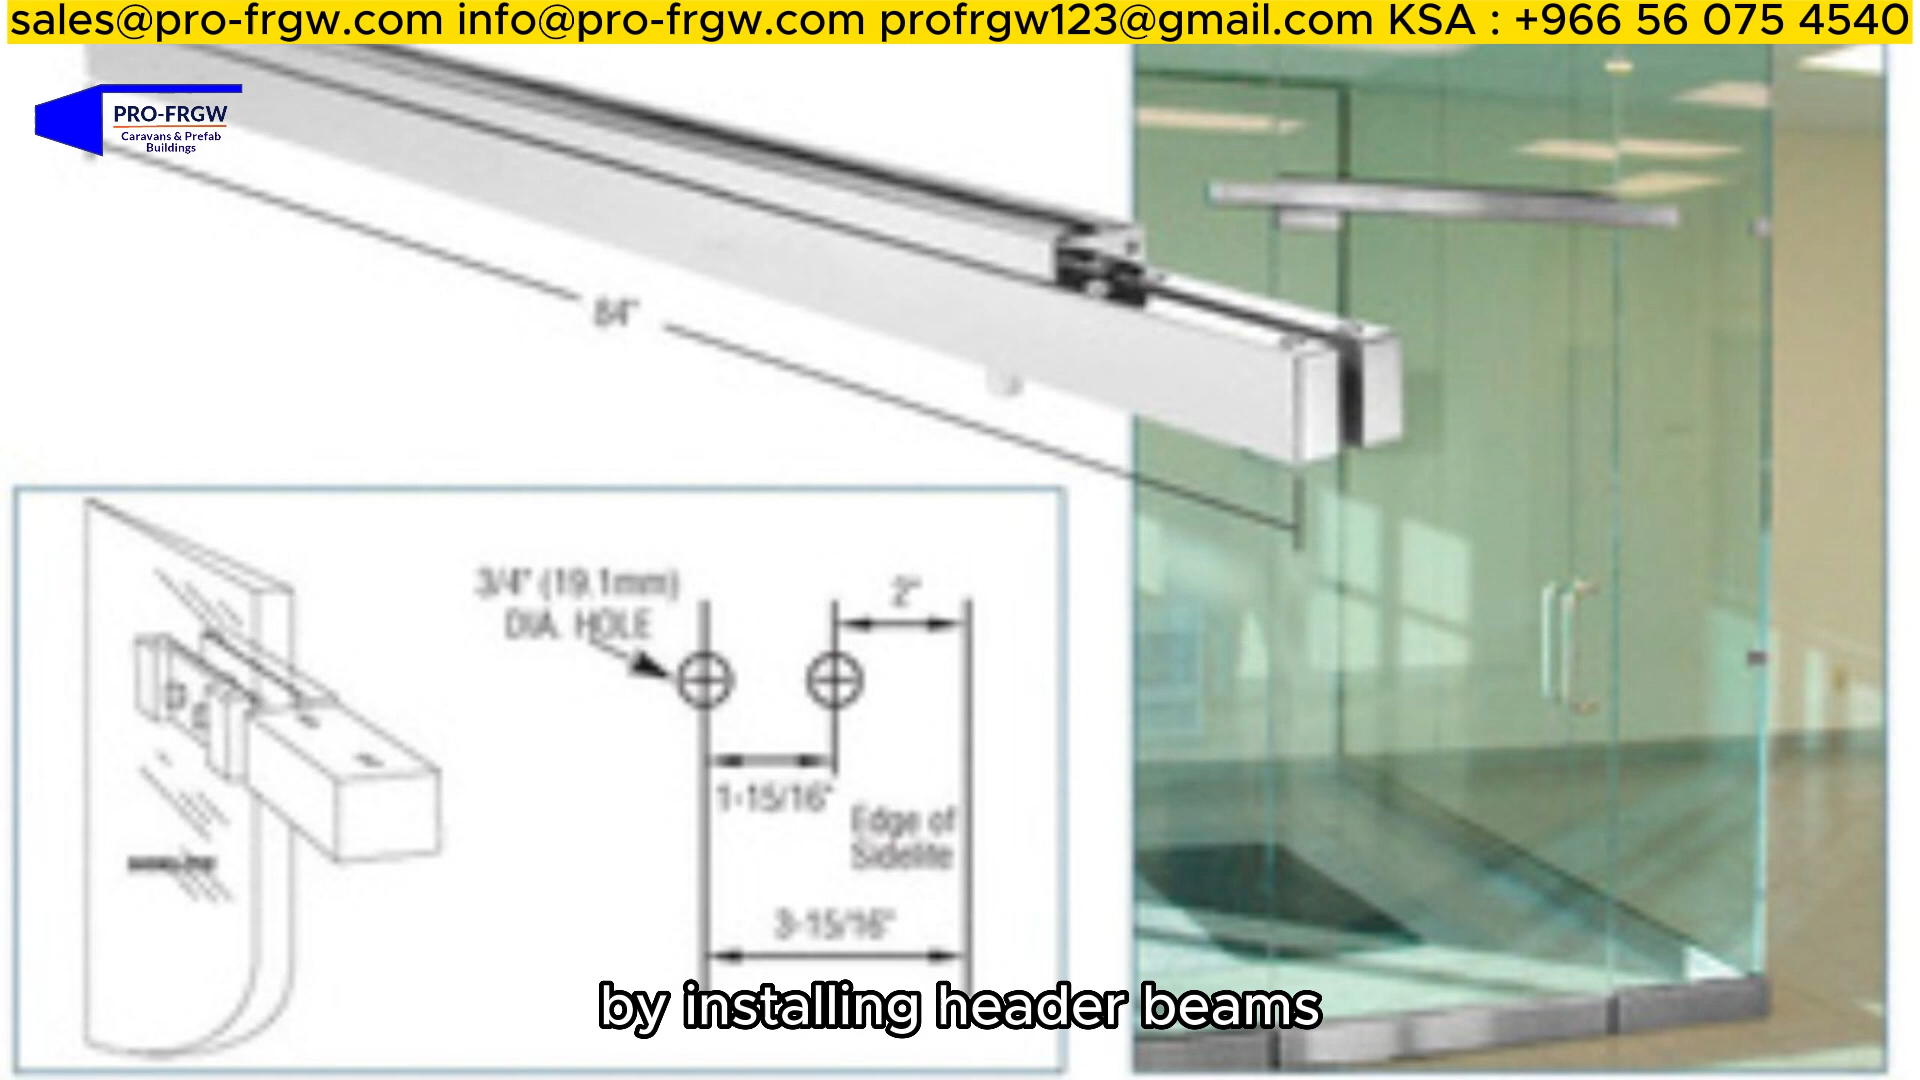 sales@pro-frgw.com info@pro-frgw.com profrgw123@gmail.com KSA : +966 56 075 4540
PRO-FRGW
Caravans & Prefab
Buildings
84"
3/4" (19.1mm)
DIA. HOLE
2"
1-15/16"
Edge of
Sidelite
3-15/16"
by installing header beams